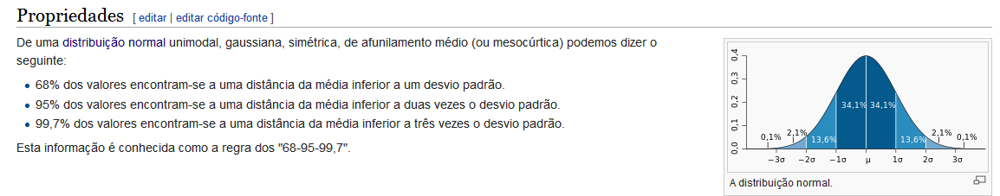 Propriedades [ editar | editar código-fonte ]
De uma distribuição normal unimodal, gaussiana, simétrica, de afunilamento médio (ou mesocúrtica) podemos dizer o
seguinte:
68% dos valores encontram-se a uma distância da média inferior a um desvio padrão.
95% dos valores encontram-se a uma distância da média inferior a duas vezes o desvio padrão.
99,7% dos valores encontram-se a uma distância da média inferior a três vezes o desvio padrão.
Esta informação é conhecida como a regra dos "68-95-99,7".
0,4
0,3
0,2
0,1
0,0
34,1% 34,1%
0,1% 2,1% 13,6% 13,6% 2,1% 0,1%
−3σ −2σ −1σ μ 1σ 2σ 3σ
A distribuição normal.